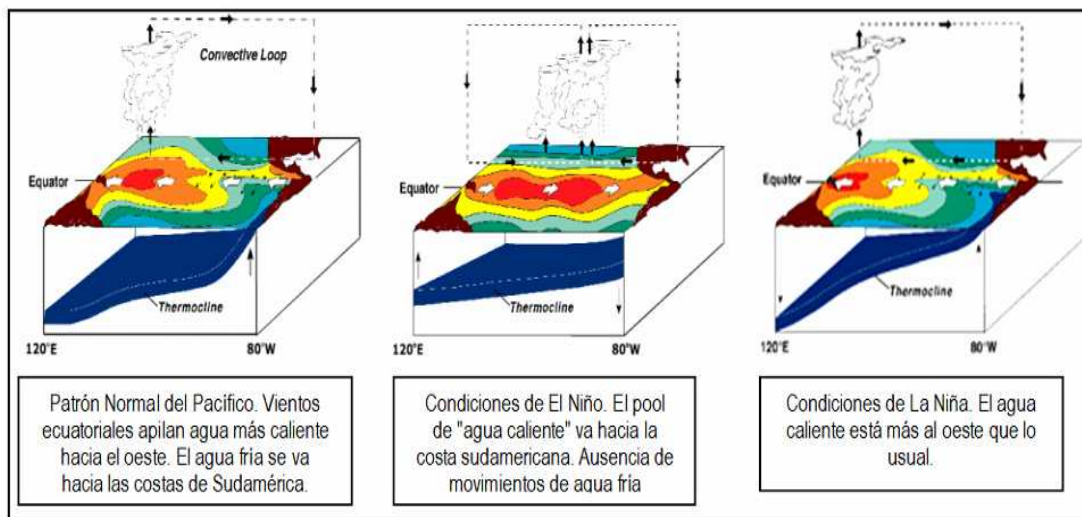 Convective Loop
Equator
Thermocline
120°E
80°W
Patrón Normal del Pacífico. Vientos
ecuatoriales apilan agua más caliente
hacia el oeste. El agua fría se va
hacia las costas de Sudamérica.
Equator
Thermocline
120°E
80°W
Condiciones de El Niño. El pool
de "agua caliente" va hacia la
costa sudamericana. Ausencia de
movimientos de agua fría
Equator
Thermocline
120°E
80°W
Condiciones de La Niña. El agua
caliente está más al oeste que lo
usual.